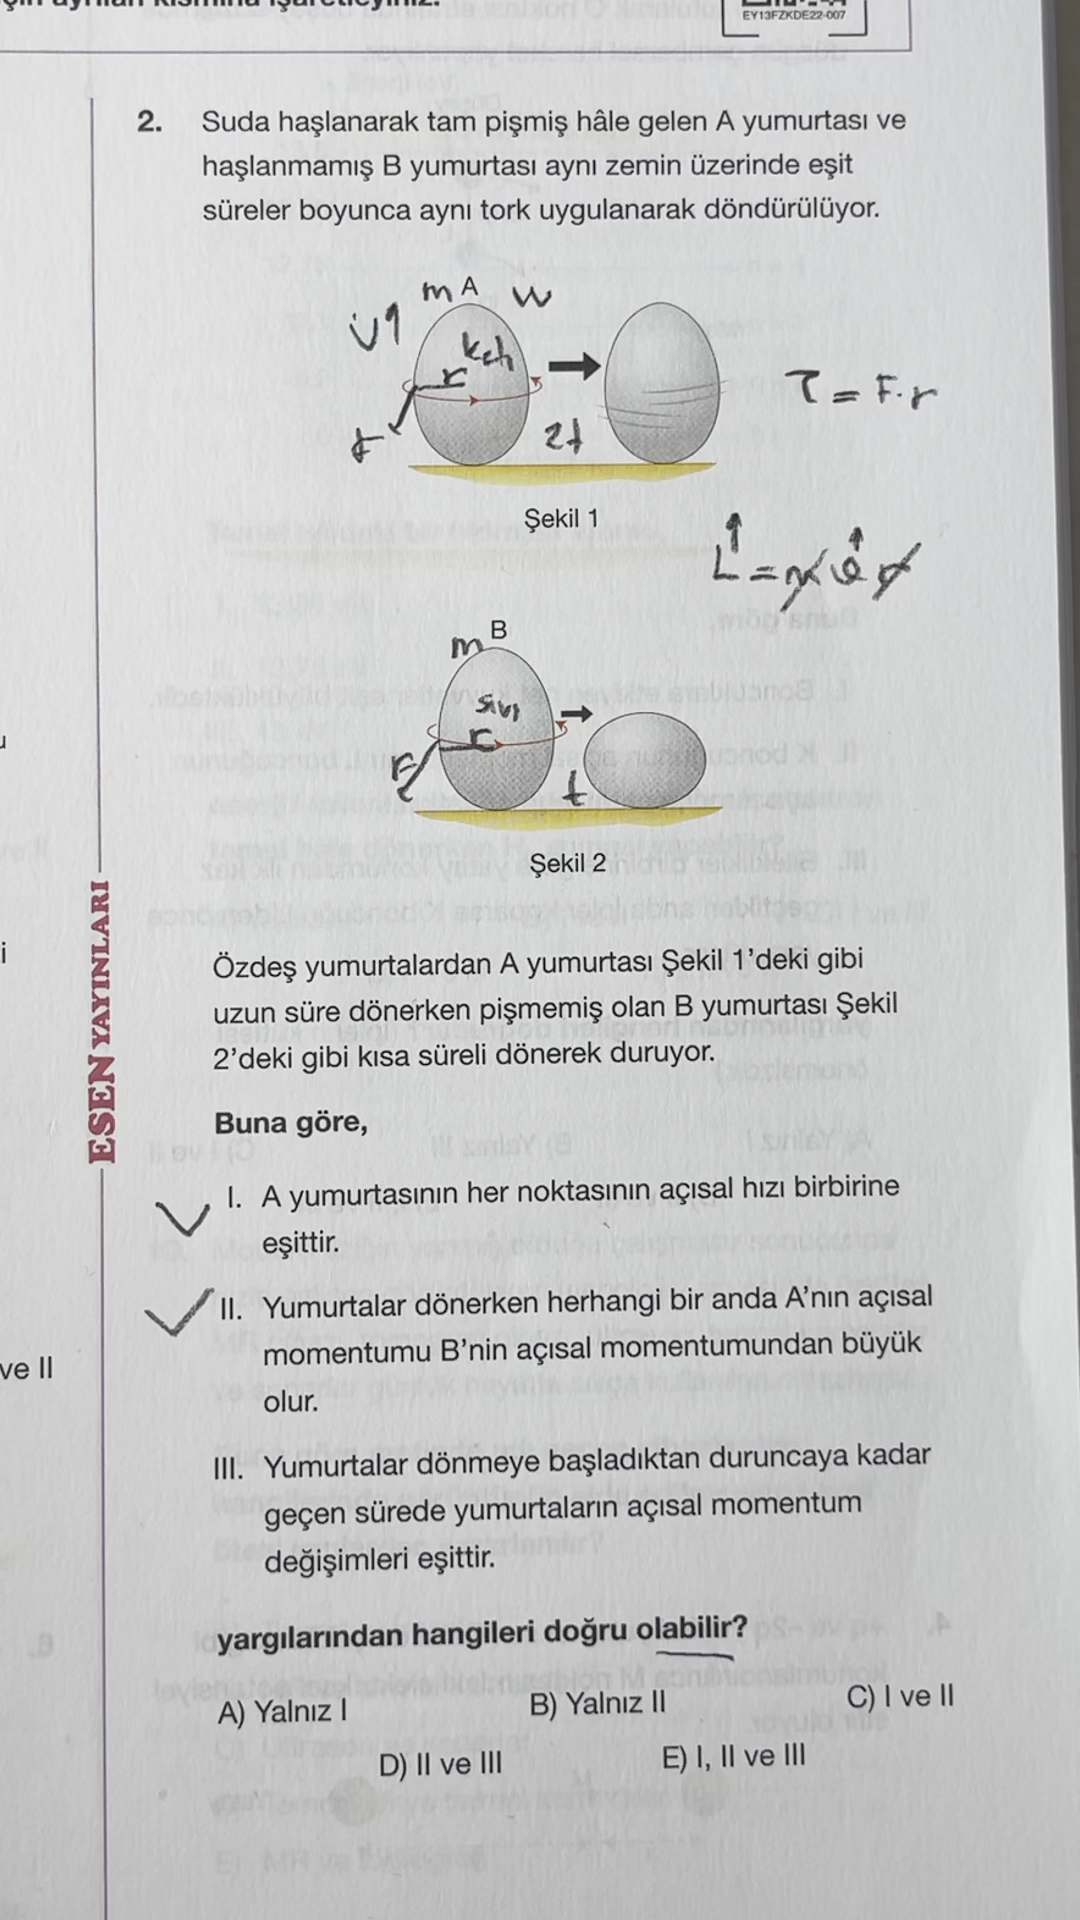 EY13FZKDE22-007
2. Suda haşlanarak tam pişmiş hâle gelen A yumurtası ve
haşlanmamış B yumurtası aynı zemin üzerinde eşit
süreler boyunca aynı tork uygulanarak döndürülüyor.
m A W
U↑
Kah
r
2t
τ = F.r
Şekil 1
m B
sıvı
r
F
t
Şekil 2
Özdeş yumurtalardan A yumurtası Şekil 1'deki gibi
uzun süre dönerken pişmemiş olan B yumurtası Şekil
2'deki gibi kısa süreli dönerek duruyor.
Buna göre,
I. A yumurtasının her noktasının açısal hızı birbirine
eşittir.
II. Yumurtalar dönerken herhangi bir anda A'nın açısal
momentumu B'nin açısal momentumundan büyük
olur.
III. Yumurtalar dönmeye başladıktan duruncaya kadar
geçen sürede yumurtaların açısal momentum
değişimleri eşittir.
yargılarından hangileri doğru olabilir?
A) Yalnız I B) Yalnız II C) I ve II
D) II ve III E) I, II ve III
ESEN YAYINLARI
ve II